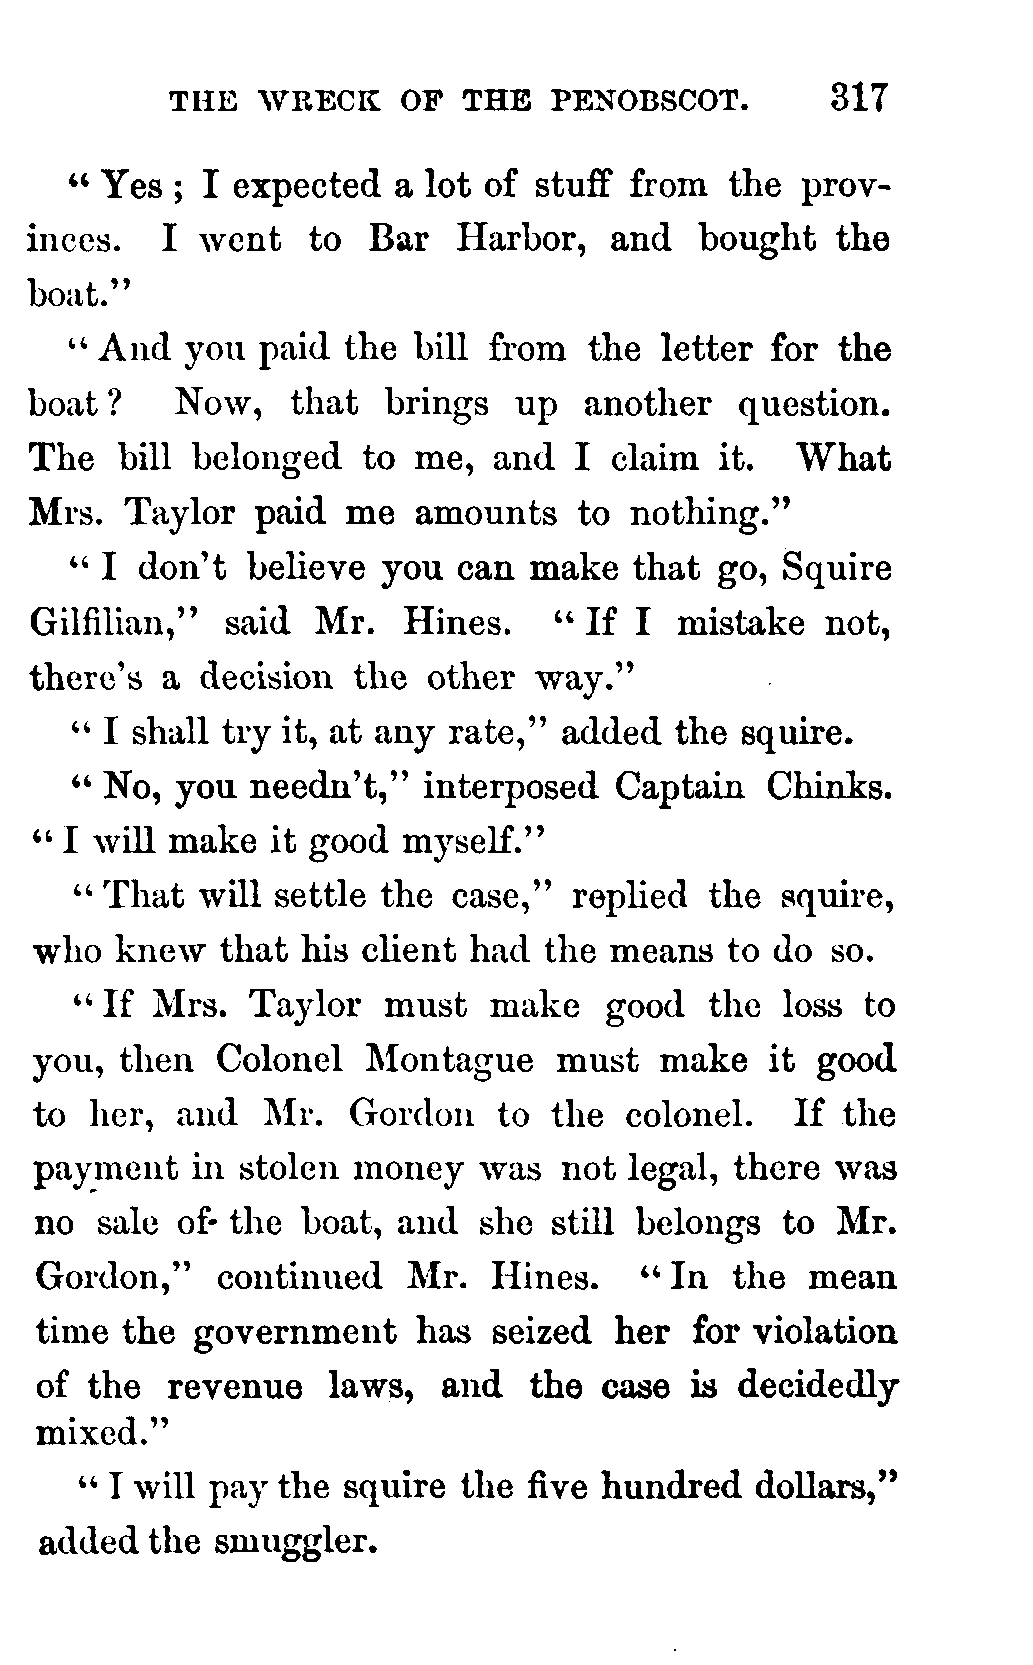 THE WRECK OF THE PENOBSCOT. 317
"Yes; I expected a lot of stuff from the prov-
inces. I went to Bar Harbor, and bought the
boat."
"And you paid the bill from the letter for the
boat? Now, that brings up another question.
The bill belonged to me, and I claim it. What
Mrs. Taylor paid me amounts to nothing."
"I don't believe you can make that go, Squire
Gilfilian," said Mr. Hines. "If I mistake not,
there's a decision the other way."
"I shall try it, at any rate," added the squire.
"No, you needn't," interposed Captain Chinks.
"I will make it good myself."
"That will settle the case," replied the squire,
who knew that his client had the means to do so.
"If Mrs. Taylor must make good the loss to
you, then Colonel Montague must make it good
to her, and Mr. Gordon to the colonel. If the
payment in stolen money was not legal, there was
no sale of the boat, and she still belongs to Mr.
Gordon," continued Mr. Hines. "In the mean
time the government has seized her for violation
of the revenue laws, and the case is decidedly
mixed."
"I will pay the squire the five hundred dollars,"
added the smuggler.